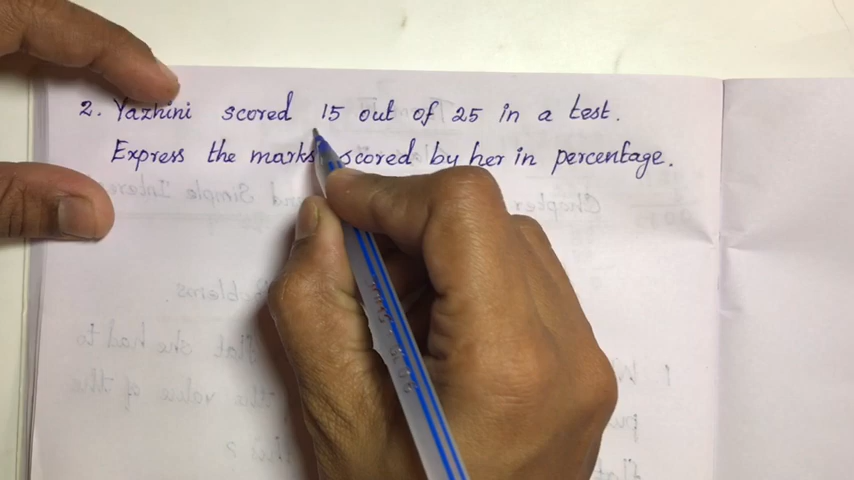 2. Yazhini scored 15 out of 25 in a test.
Express the marks scored by her in percentage.